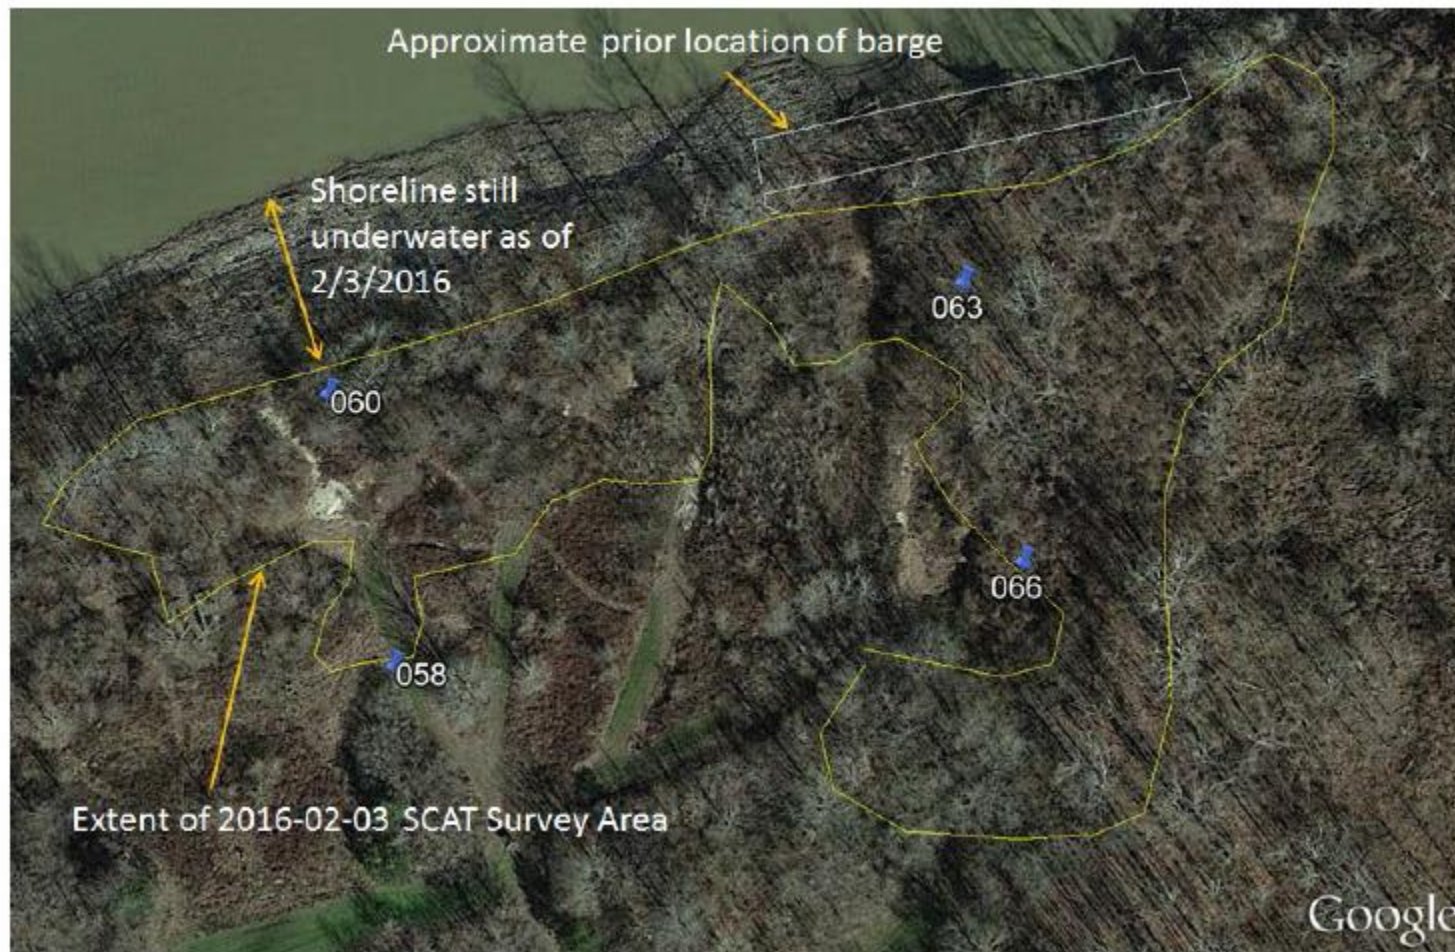 Approximate prior location of barge
Shoreline still
underwater as of
2/3/2016
063
060
066
058
Extent of 2016-02-03 SCAT Survey Area
Google